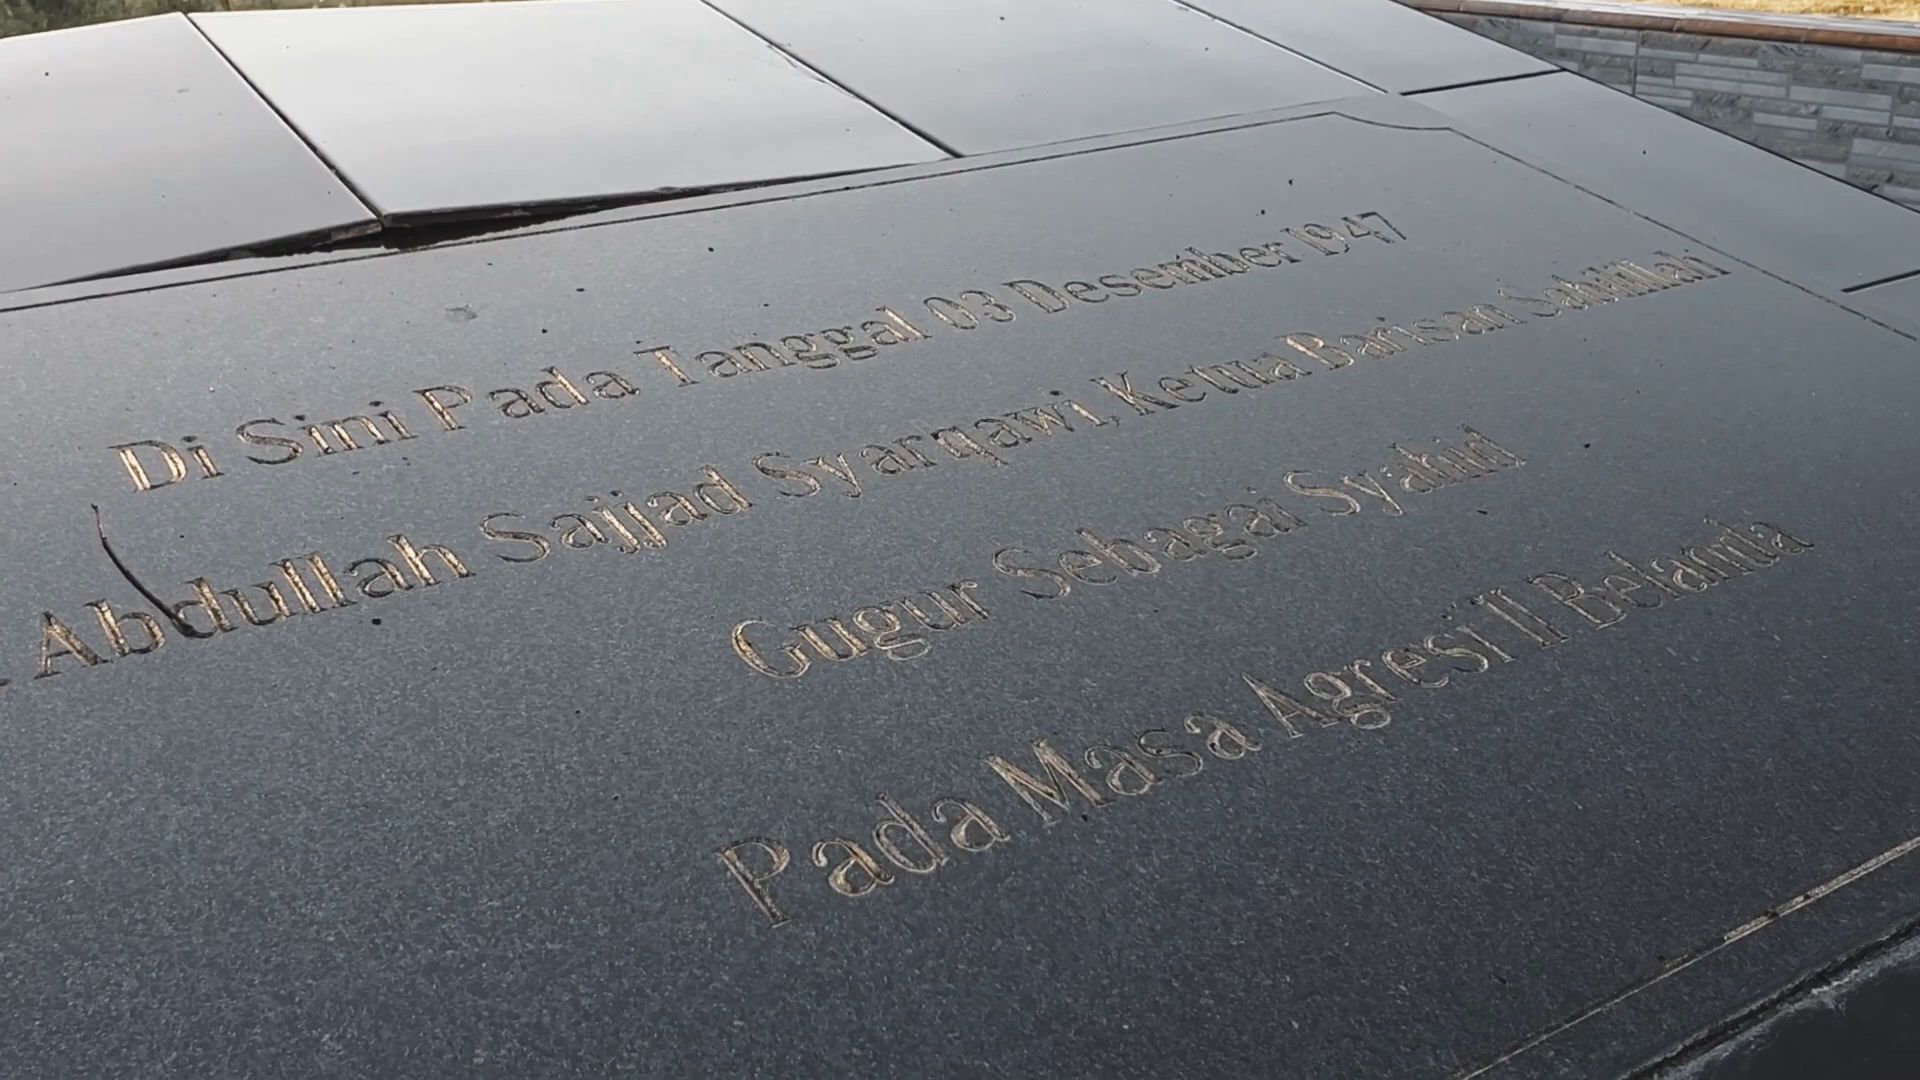 Di Sini Pada Tanggal 03 Desember 1947
. Abdullah Sajjad Syarqawi, Ketua Barisan Sabilillah
Gugur Sebagai Syahid
Pada Masa Agresi II Belanda